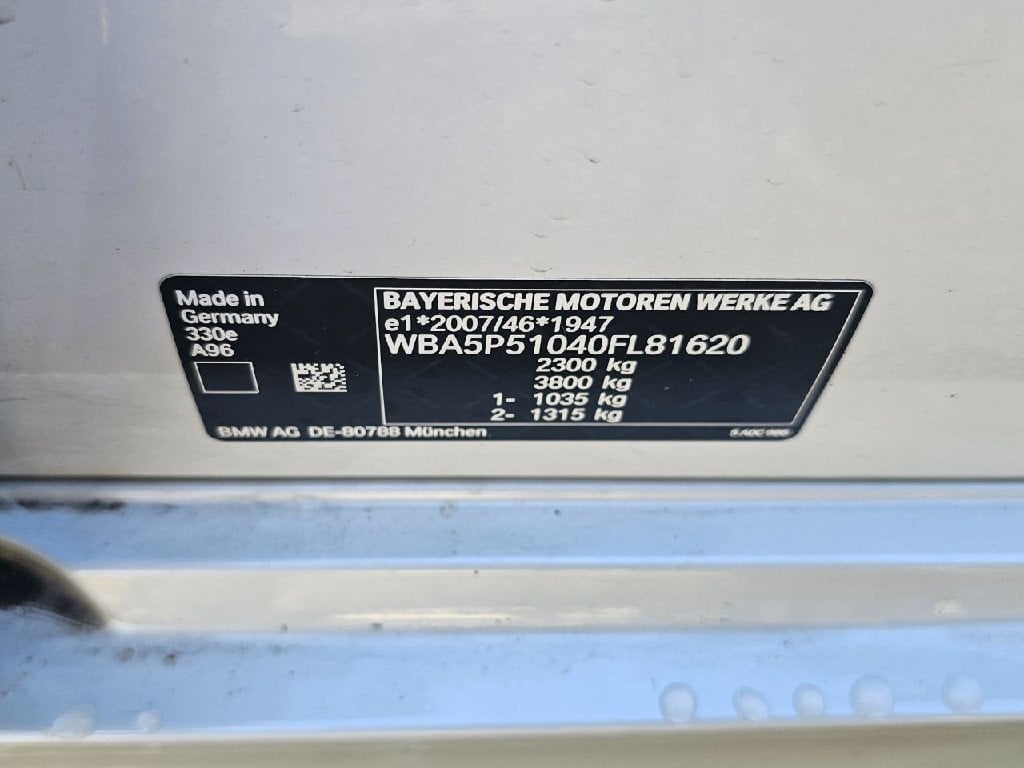 Made in
Germany
330e
A96
BAYERISCHE MOTOREN WERKE AG
e1*2007/46*1947
WBA5P51040FL81620
2300 kg
3800 kg
1- 1035 kg
2- 1315 kg
BMW AG DE-80788 München